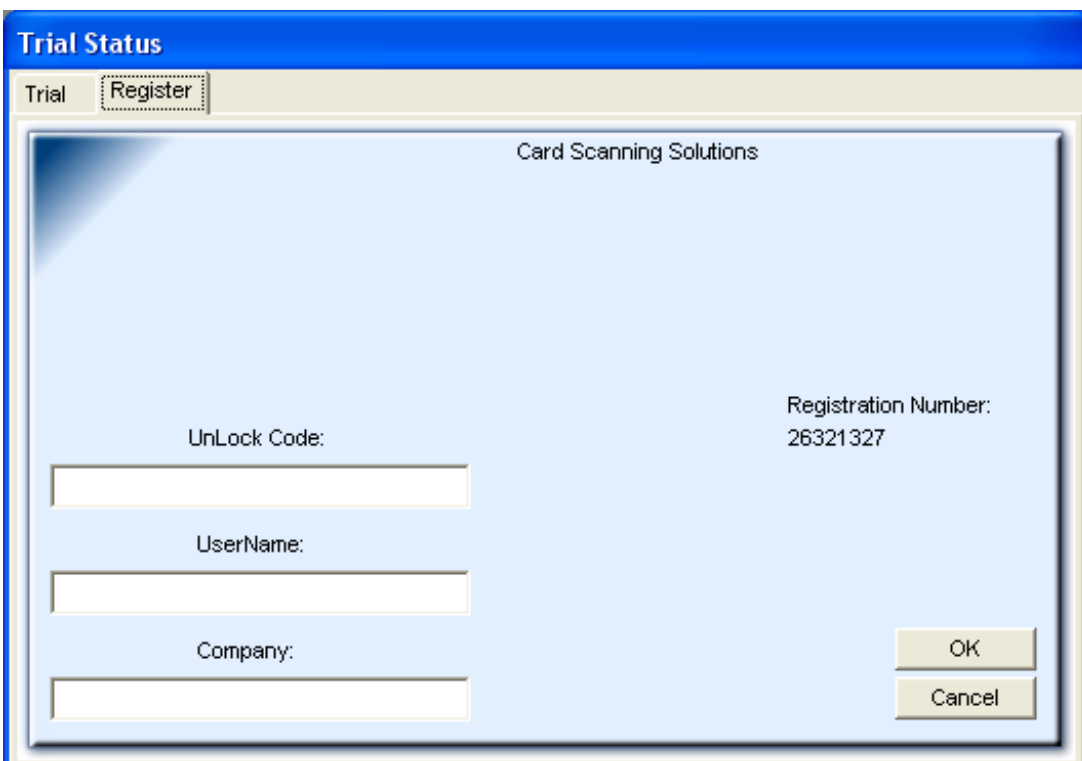 Trial Status
Trial
Register
Card Scanning Solutions
Registration Number:
26321327
UnLock Code:
UserName:
Company:
OK
Cancel